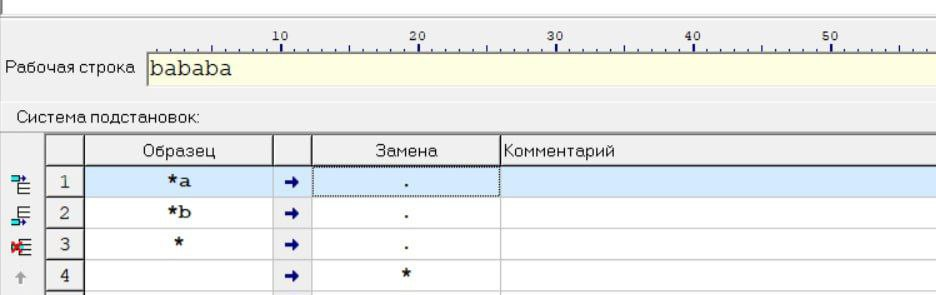 10 20 30 40 50
Рабочая строка bababa
Система подстановок:
Образец Замена Комментарий
1 *a → .
2 *b → .
3 * → .
4 → *